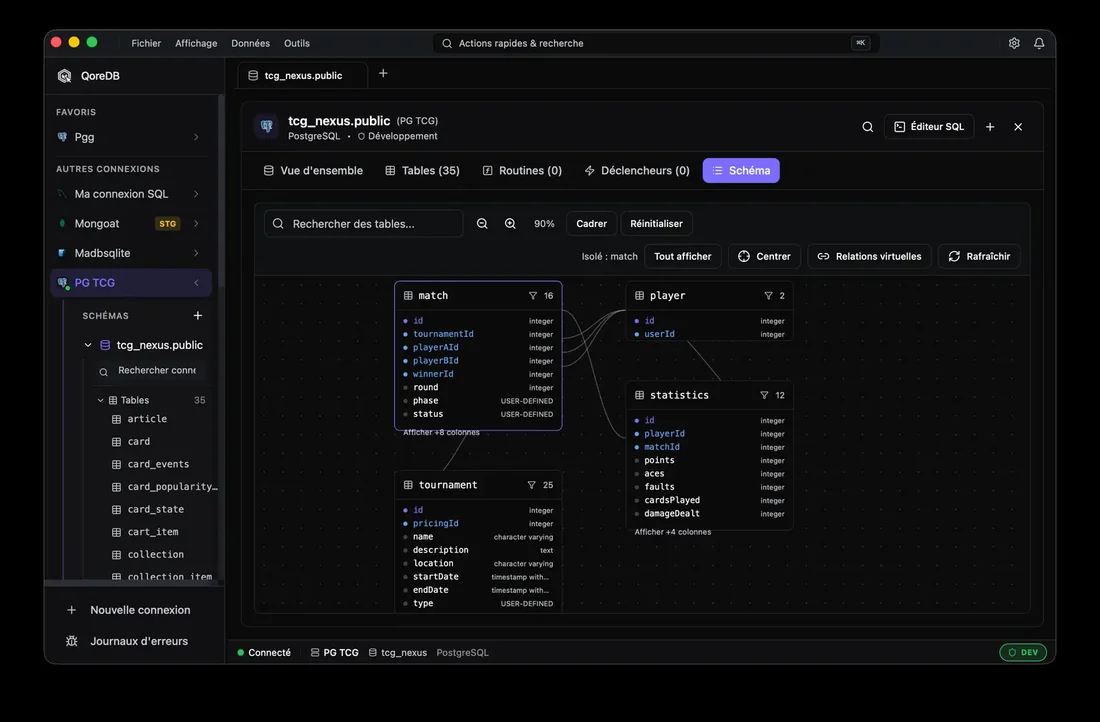 Fichier Affichage Données Outils
Actions rapides & recherche
⌘K
QoreDB
FAVORIS
Pgg
AUTRES CONNEXIONS
Ma connexion SQL
Mongoat STG
Madbsqlite
PG TCG
SCHÉMAS
tcg_nexus.public
Rechercher conne
Tables 35
article
card
card_events
card_popularity…
card_state
cart_item
collection
collection_item
Nouvelle connexion
Journaux d'erreurs
tcg_nexus.public
tcg_nexus.public (PG TCG)
PostgreSQL • Développement
Éditeur SQL
Vue d'ensemble Tables (35) Routines (0) Déclencheurs (0) Schéma
Rechercher des tables...
90% Cadrer Réinitialiser
Isolé : match Tout afficher Centrer Relations virtuelles Rafraîchir
match 16
id integer
tournamentId integer
playerAId integer
playerBId integer
winnerId integer
round integer
phase USER-DEFINED
status USER-DEFINED
Afficher +8 colonnes
player 2
id integer
userId integer
statistics 12
id integer
playerId integer
matchId integer
points integer
aces integer
faults integer
cardsPlayed integer
damageDealt integer
Afficher +4 colonnes
tournament 25
id integer
pricingId integer
name character varying
description text
location character varying
startDate timestamp with…
endDate timestamp with…
type USER-DEFINED
Connecté PG TCG tcg_nexus PostgreSQL
DEV